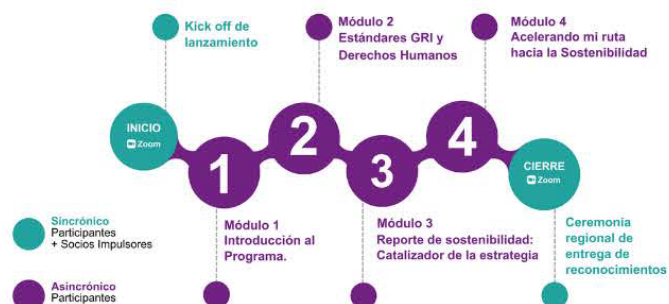 Kick off de
lanzamiento
Módulo 2
Estándares GRI y
Derechos Humanos
Módulo 4
Acelerando mi ruta
hacia la Sostenibilidad
INICIO
Zoom
1
2
3
4
CIERRE
Zoom
Módulo 1
Introducción al
Programa.
Módulo 3
Reporte de sostenibilidad:
Catalizador de la estrategia
Ceremonía
regional de
entrega de
reconocimientos
Sincrónico
Participantes
+ Socios Impulsores
Asincrónico
Participantes